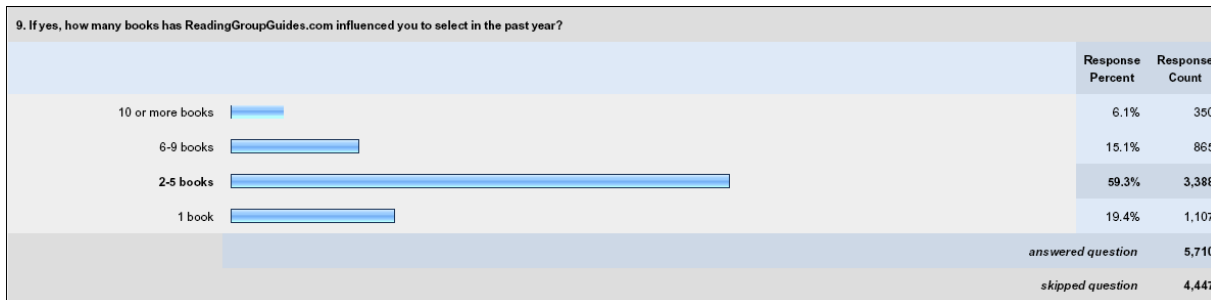 9. If yes, how many books has ReadingGroupGuides.com influenced you to select in the past year?
Response Percent Response Count
10 or more books 6.1% 350
6-9 books 15.1% 865
2-5 books 59.3% 3,388
1 book 19.4% 1,107
answered question 5,710
skipped question 4,447